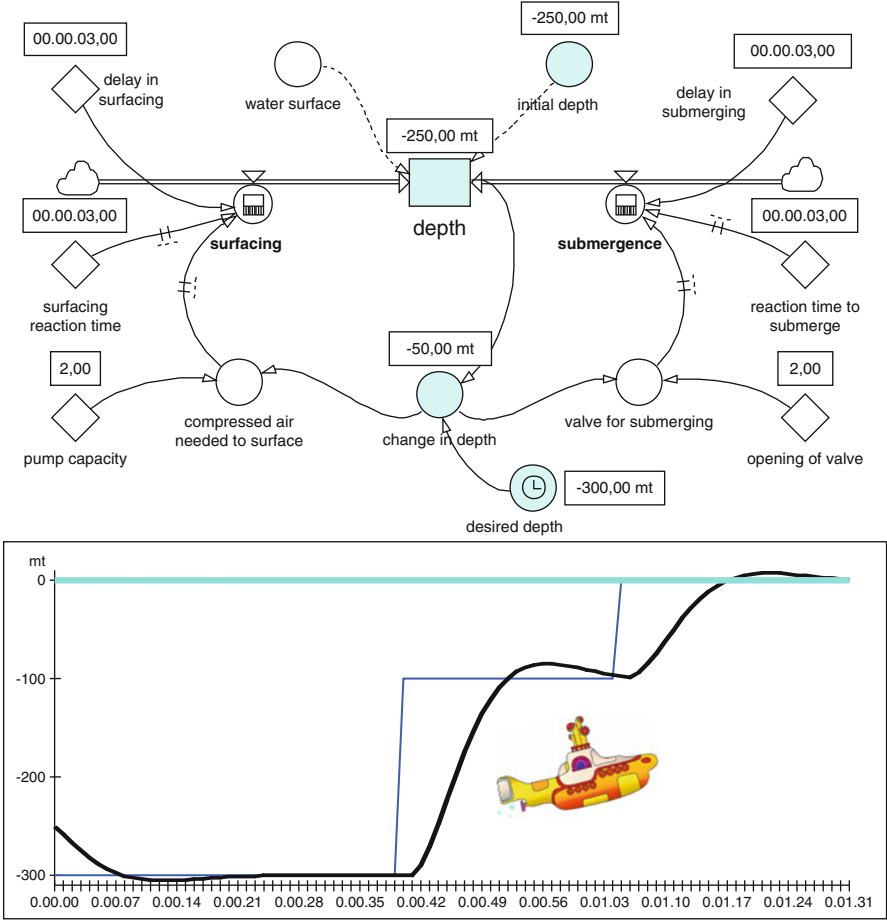 -250,00 mt
00.00.03,00
00.00.03,00
delay in
surfacing
water surface
initial depth
delay in
submerging
-250,00 mt
00.00.03,00
00.00.03,00
depth
surfacing
submergence
surfacing
reaction time
reaction time to
submerge
-50,00 mt
2,00
2,00
compressed air
needed to surface
change in depth
valve for submerging
pump capacity
opening of valve
-300,00 mt
desired depth
mt
0
-100
-200
-300
0.00.00 0.00.07 0.00.14 0.00.21 0.00.28 0.00.35 0.00.42 0.00.49 0.00.56 0.01.03 0.01.10 0.01.17 0.01.24 0.01.31